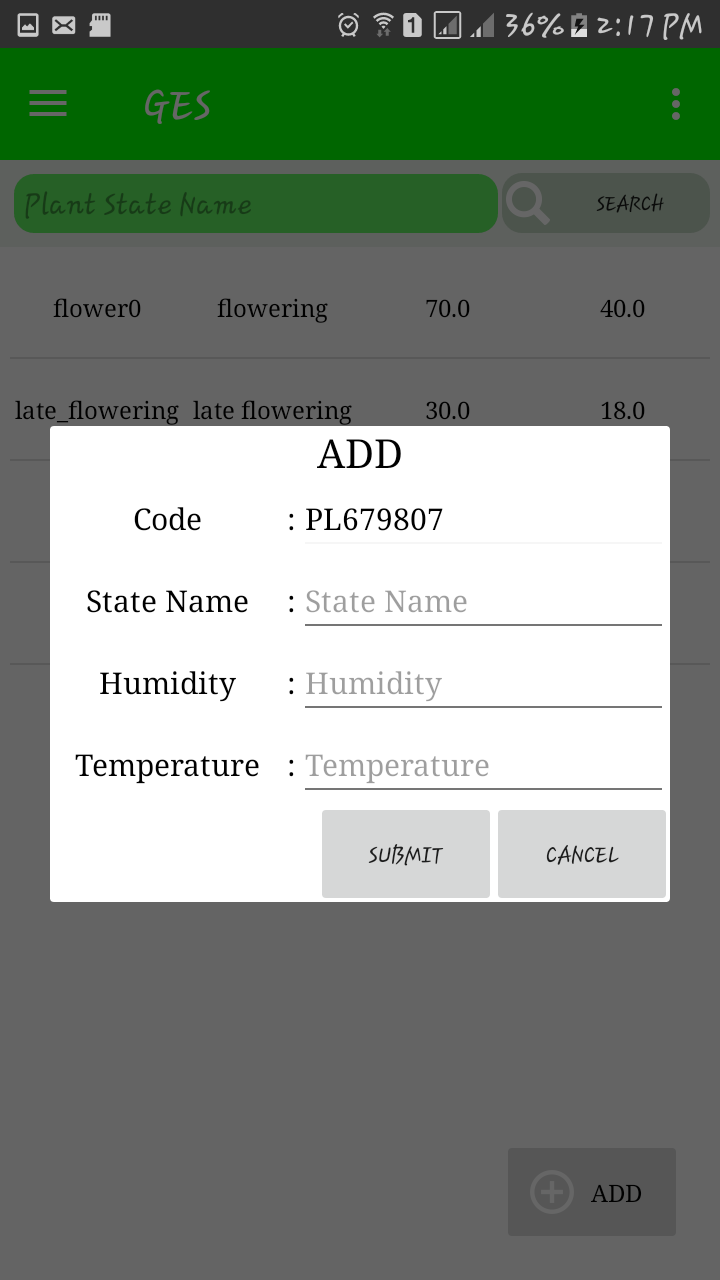 1 36% 2:17 PM
GES
Plant State Name SEARCH
flower0 flowering 70.0 40.0
late_flowering late flowering 30.0 18.0
ADD
Code : PL679807
State Name : State Name
Humidity : Humidity
Temperature : Temperature
SUBMIT CANCEL
ADD